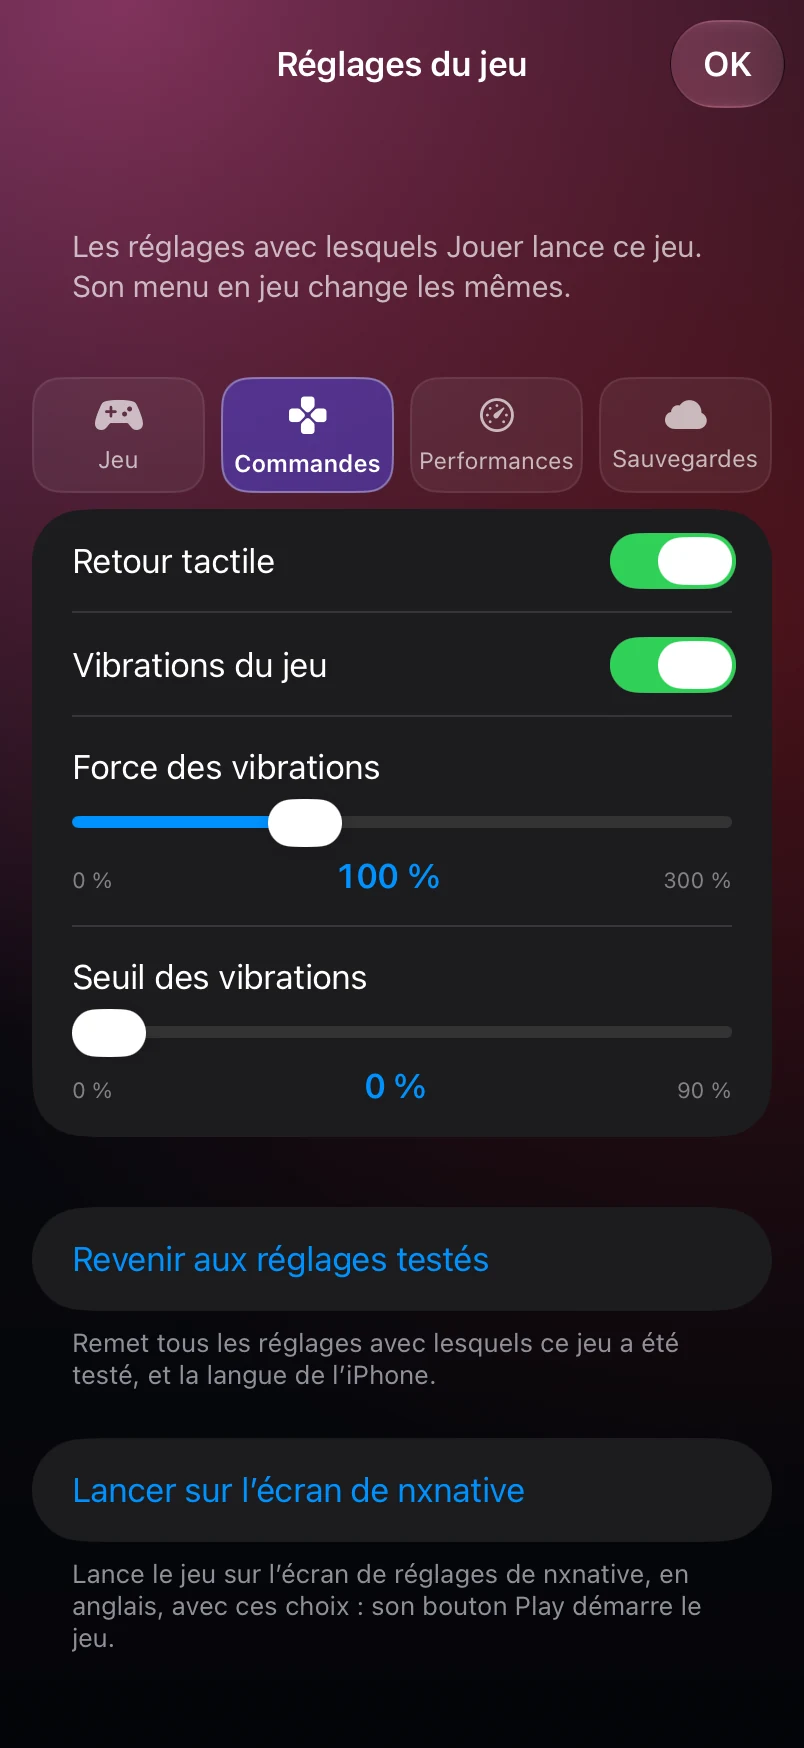 Réglages du jeu
OK
Les réglages avec lesquels Jouer lance ce jeu.
Son menu en jeu change les mêmes.
Jeu
Commandes
Performances
Sauvegardes
Retour tactile
Vibrations du jeu
Force des vibrations
0 %
100 %
300 %
Seuil des vibrations
0 %
0 %
90 %
Revenir aux réglages testés
Remet tous les réglages avec lesquels ce jeu a été
testé, et la langue de l’iPhone.
Lancer sur l’écran de nxnative
Lance le jeu sur l’écran de réglages de nxnative, en
anglais, avec ces choix : son bouton Play démarre le
jeu.